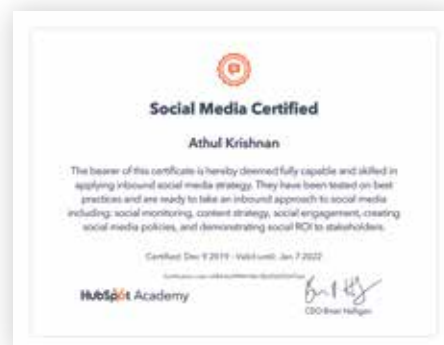 Social Media Certified
Athul Krishnan
The bearer of this certificate is hereby deemed fully capable and skilled in
applying inbound social media strategy. They have been tested on best
practices and are ready to take an inbound approach to social media
including: social monitoring, content strategy, social engagement, creating
social media policies, and demonstrating social ROI to stakeholders.
Certified: Dec 9 2019 - Valid until: Jan 7 2022
HubSpot Academy
CEO Brian Halligan